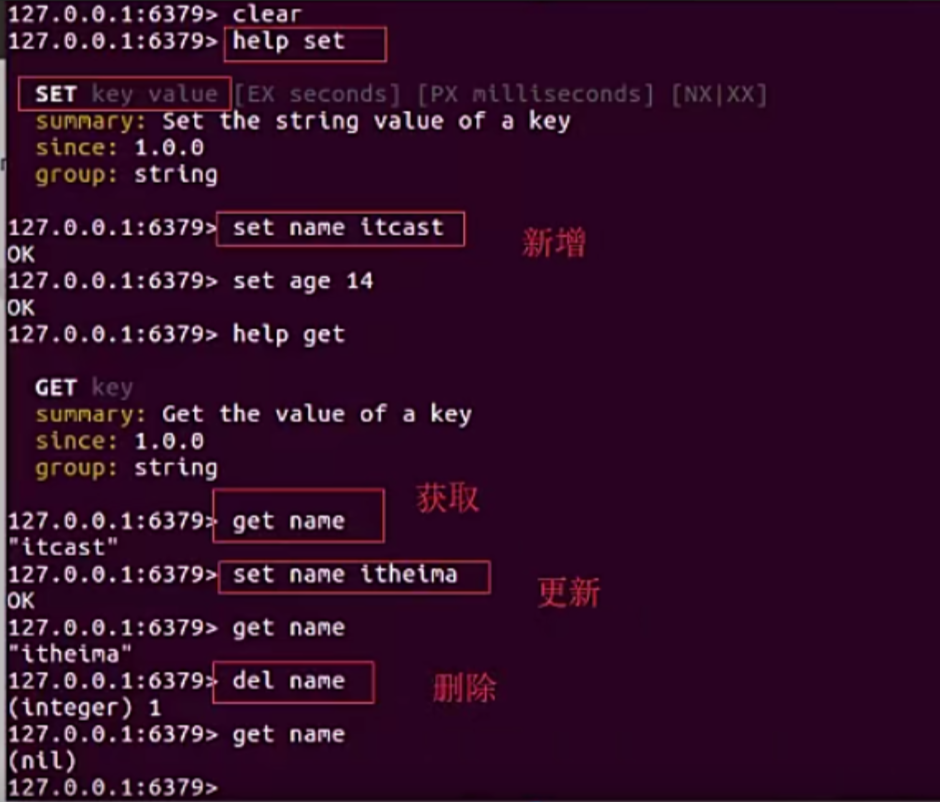 127.0.0.1:6379> clear
127.0.0.1:6379> help set
SET key value [EX seconds] [PX milliseconds] [NX|XX]
summary: Set the string value of a key
since: 1.0.0
group: string
127.0.0.1:6379> set name itcast
新增
OK
127.0.0.1:6379> set age 14
OK
127.0.0.1:6379> help get
GET key
summary: Get the value of a key
since: 1.0.0
group: string
获取
127.0.0.1:6379> get name
"itcast"
127.0.0.1:6379> set name itheima
更新
OK
127.0.0.1:6379> get name
"itheima"
127.0.0.1:6379> del name
删除
(integer) 1
127.0.0.1:6379> get name
(nil)
127.0.0.1:6379>